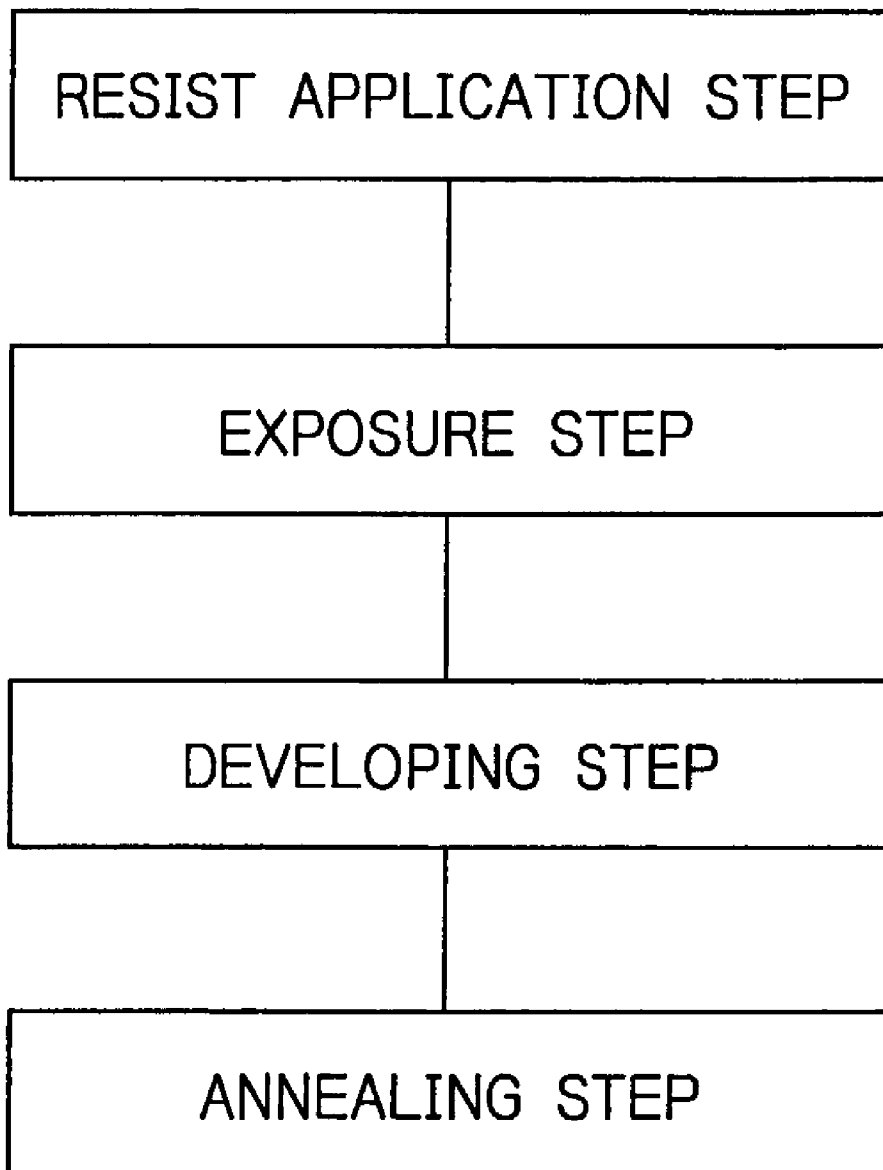 RESIST APPLICATION STEP
EXPOSURE STEP
DEVELOPING STEP
ANNEALING STEP